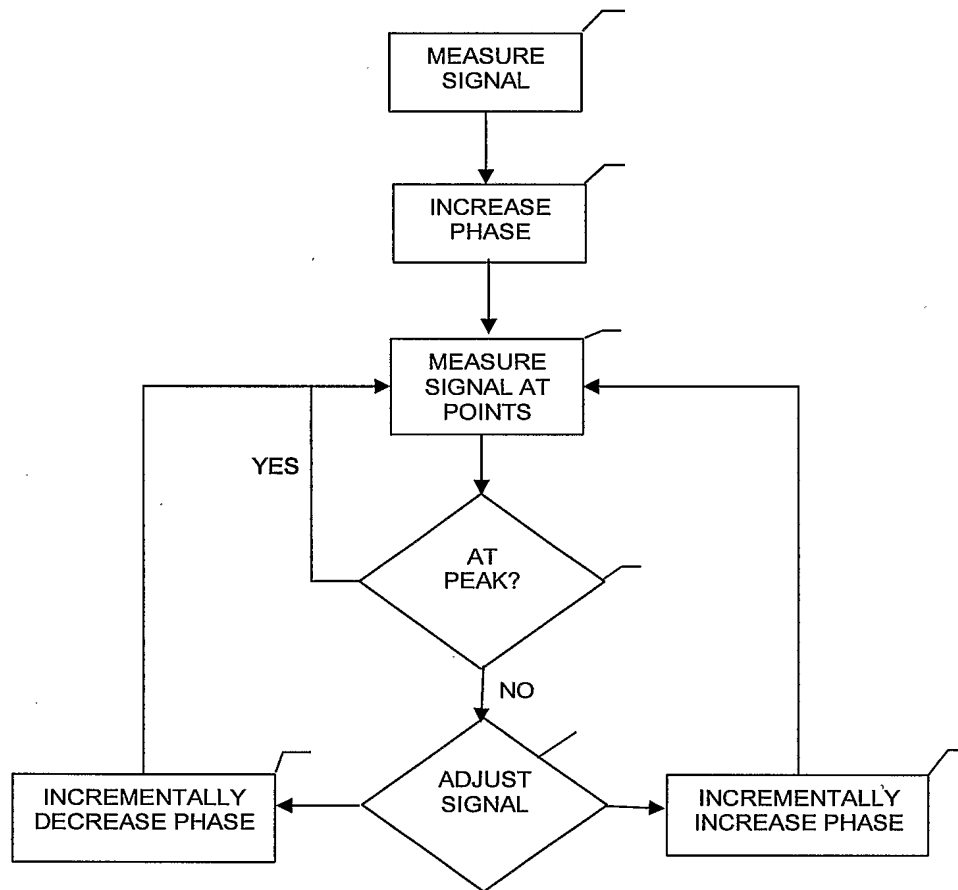 MEASURE
SIGNAL
INCREASE
PHASE
MEASURE
SIGNAL AT
POINTS
YES
AT
PEAK?
NO
ADJUST
SIGNAL
INCREMENTALLY
DECREASE PHASE
INCREMENTALLY
INCREASE PHASE